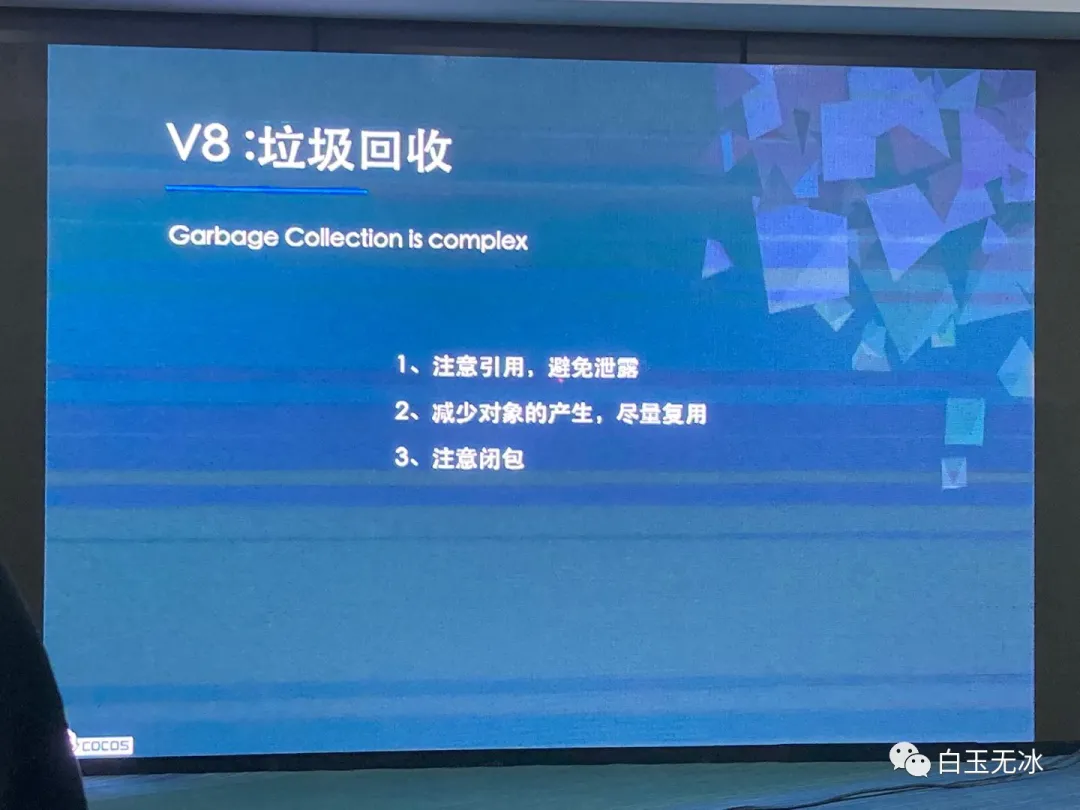 V8 :垃圾回收
Garbage Collection is complex
1、注意引用，避免泄露
2、减少对象的产生，尽量复用
3、注意闭包
COCOS
白玉无冰